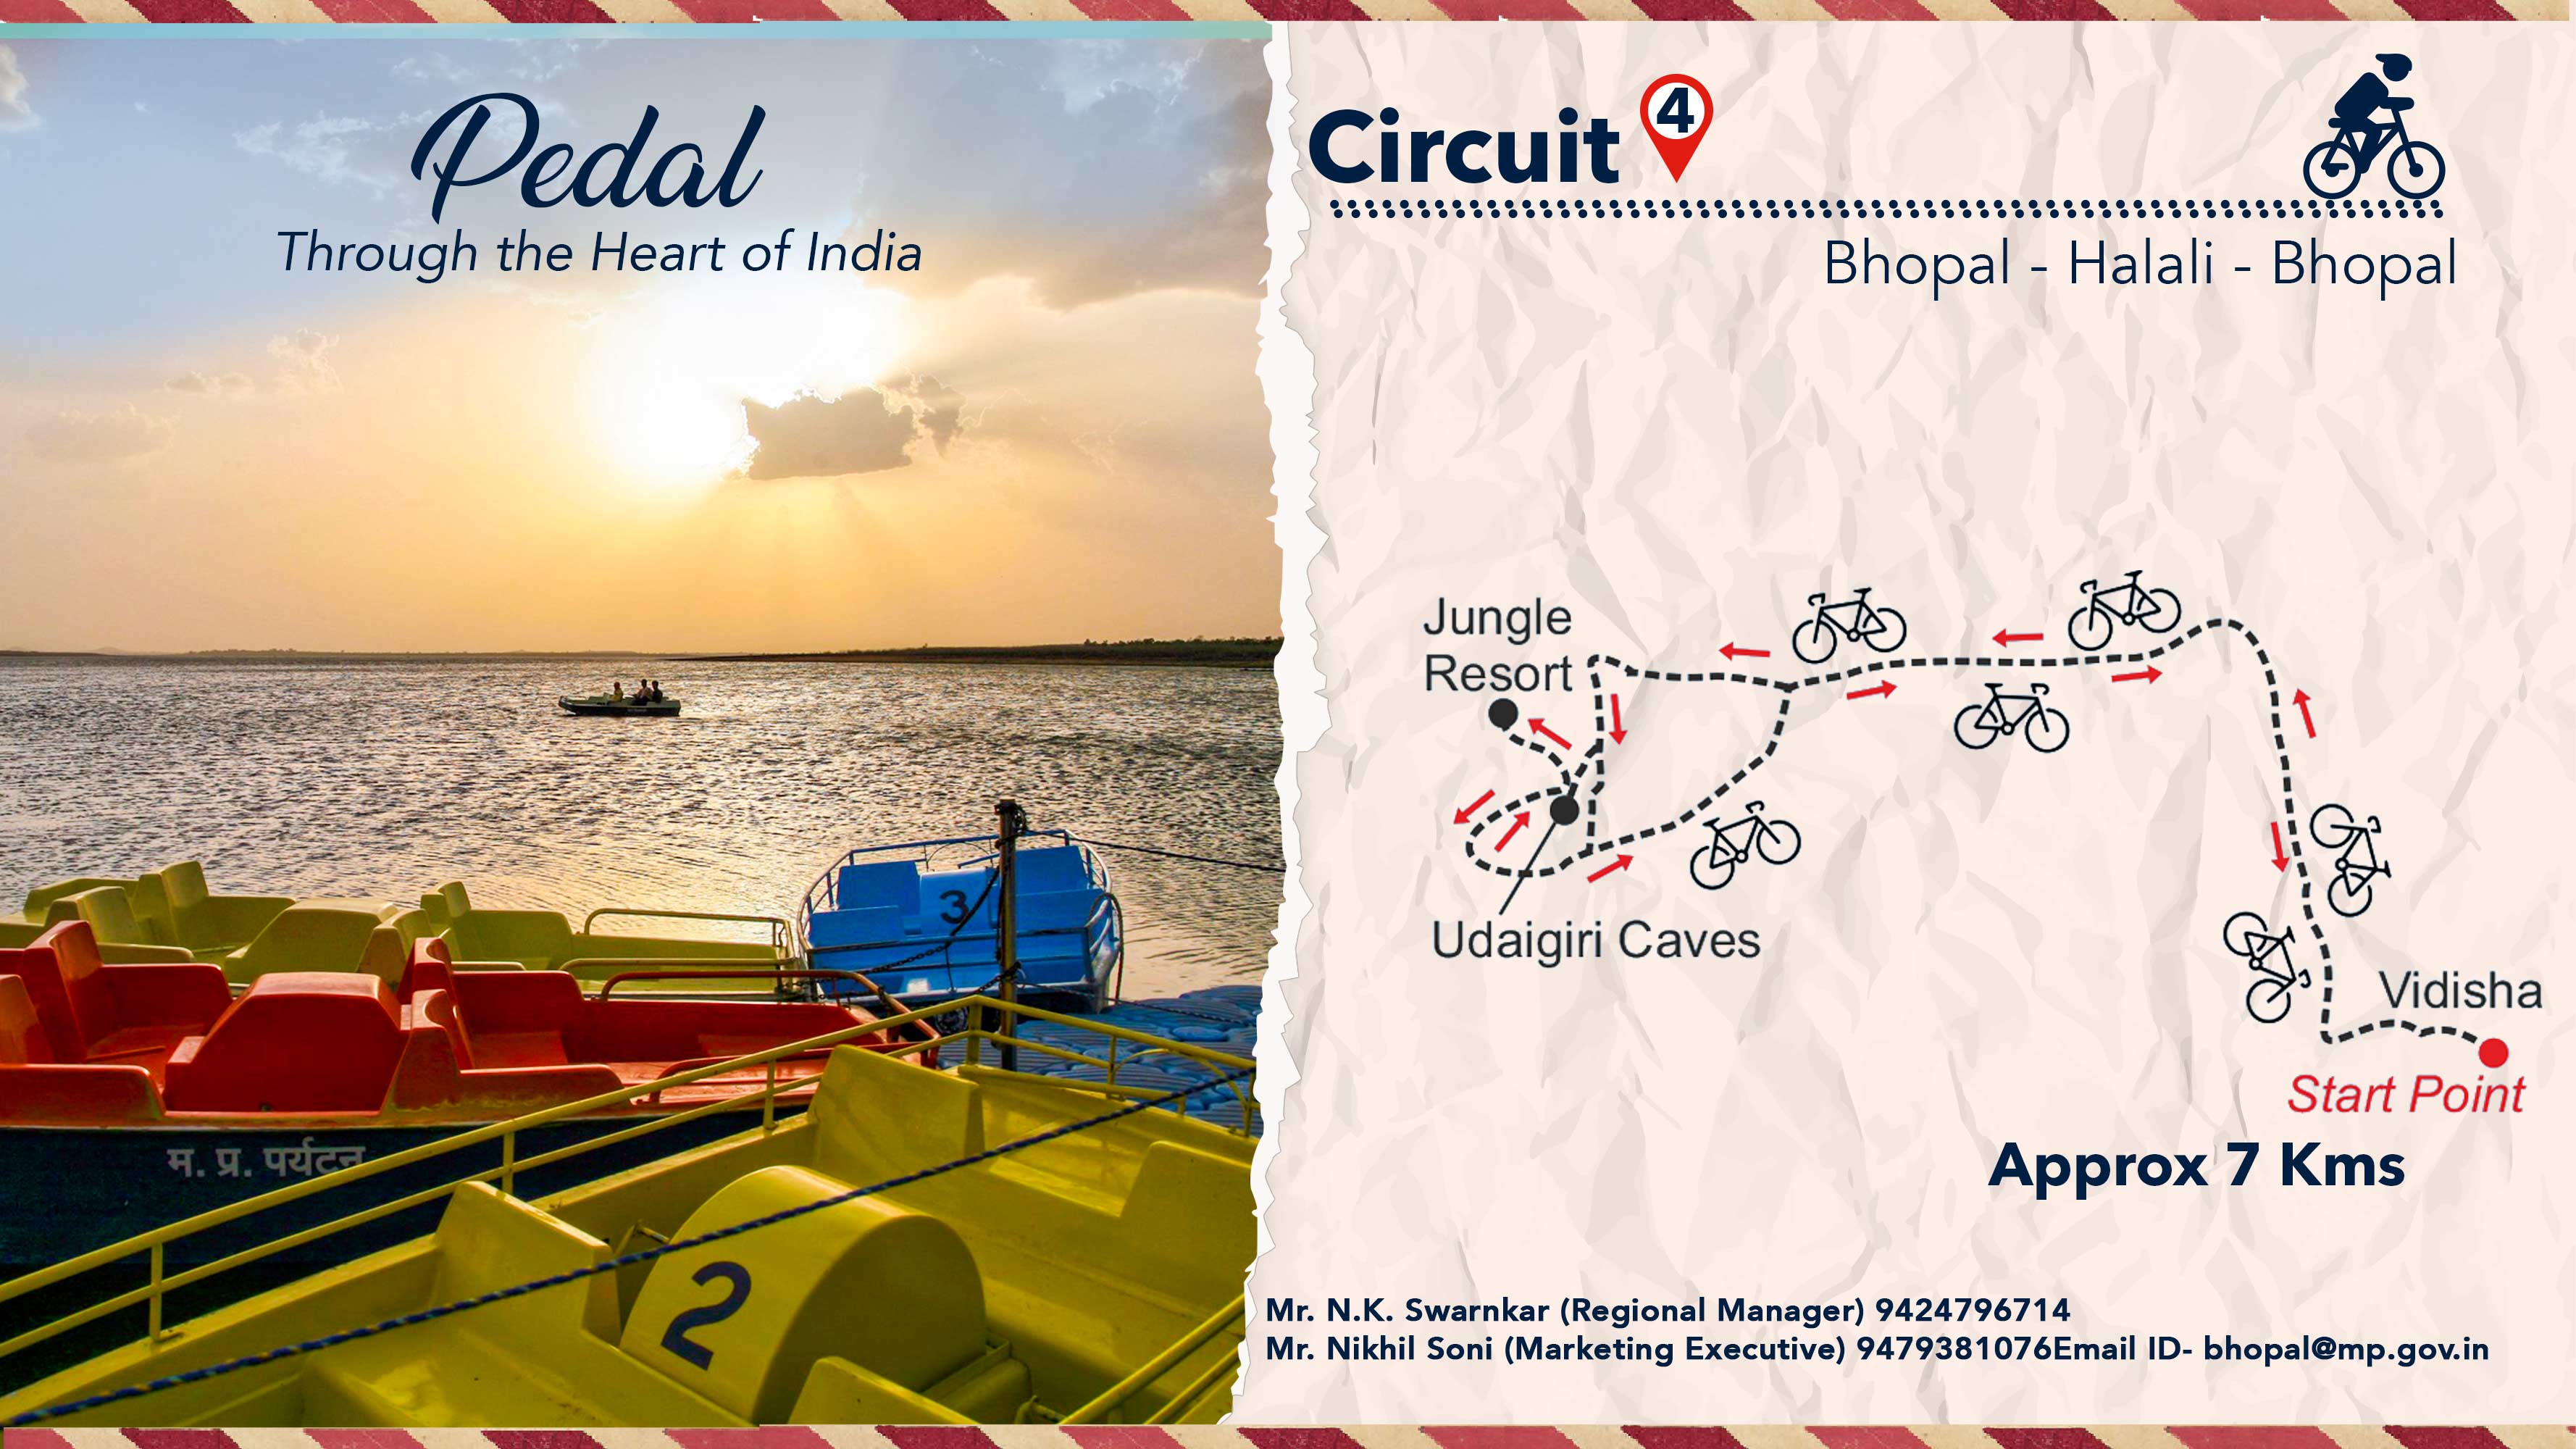 Pedal
Through the Heart of India
3
म. प्र. पर्यटन
2
Circuit 4
Bhopal - Halali - Bhopal
Jungle
Resort
Udaigiri Caves
Vidisha
Start Point
Approx 7 Kms
Mr. N.K. Swarnkar (Regional Manager) 9424796714
Mr. Nikhil Soni (Marketing Executive) 9479381076Email ID- bhopal@mp.gov.in